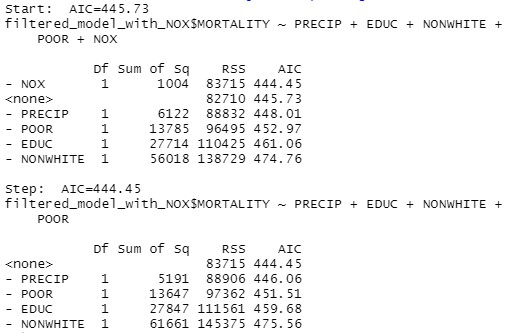 Start:  AIC=445.73
filtered_model_with_NOX$MORTALITY ~ PRECIP + EDUC + NONWHITE +
    POOR + NOX
           Df Sum of Sq    RSS    AIC
- NOX       1      1004  83715 444.45
<none>                   82710 445.73
- PRECIP    1      6122  88832 448.01
- POOR      1     13785  96495 452.97
- EDUC      1     27714 110425 461.06
- NONWHITE  1     56018 138729 474.76
Step:  AIC=444.45
filtered_model_with_NOX$MORTALITY ~ PRECIP + EDUC + NONWHITE +
    POOR
           Df Sum of Sq    RSS    AIC
<none>                   83715 444.45
- PRECIP    1      5191  88906 446.06
- POOR      1     13647  97362 451.51
- EDUC      1     27847 111561 459.68
- NONWHITE  1     61661 145375 475.56